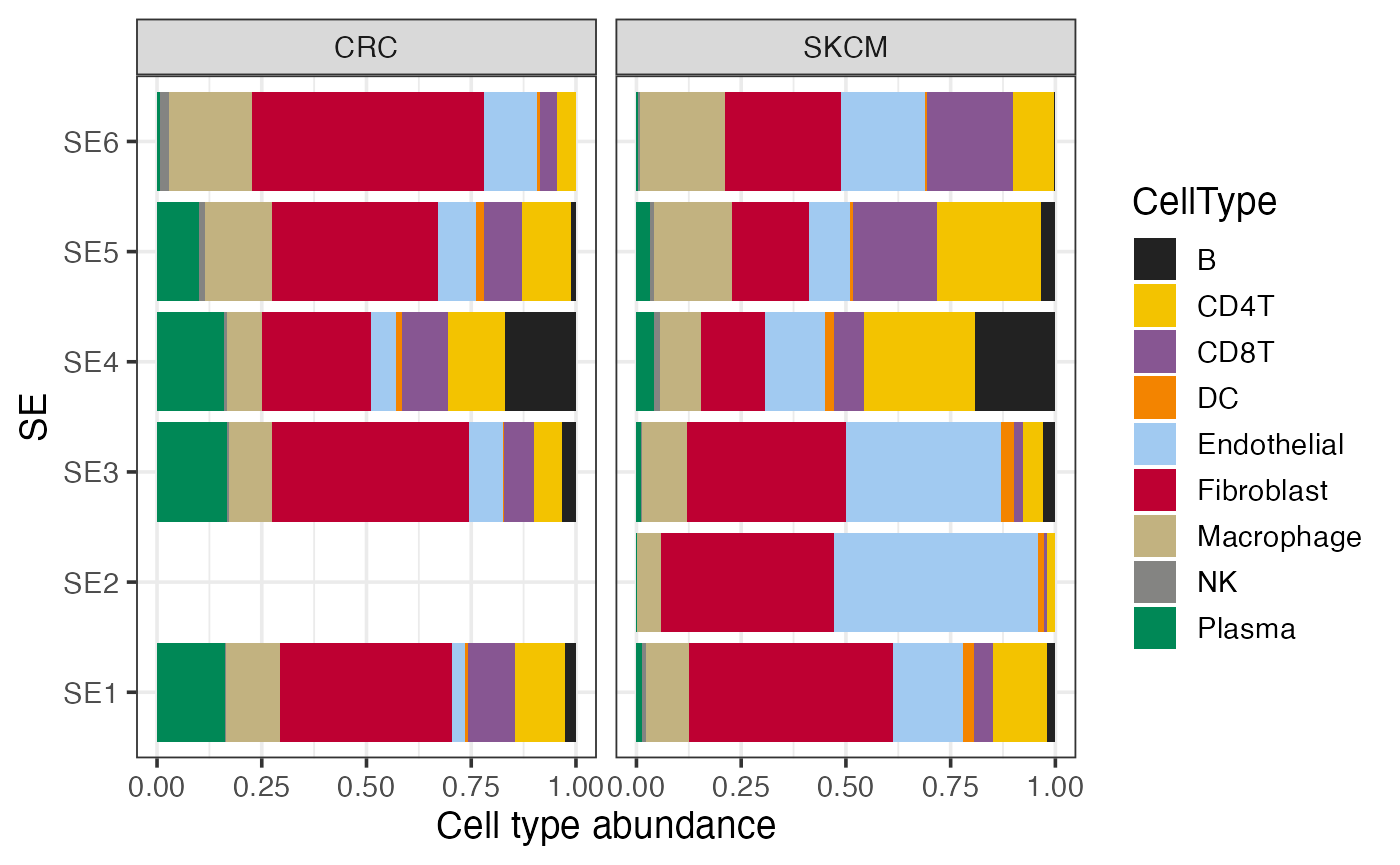 CRC
SKCM
SE
SE6
SE5
SE4
SE3
SE2
SE1
0.00 0.25 0.50 0.75 1.00
0.00 0.25 0.50 0.75 1.00
Cell type abundance
CellType
B
CD4T
CD8T
DC
Endothelial
Fibroblast
Macrophage
NK
Plasma